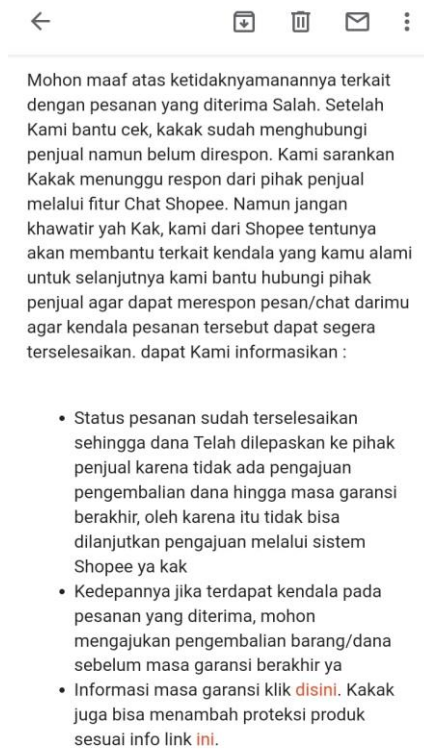 Mohon maaf atas ketidaknyamanannya terkait
dengan pesanan yang diterima Salah. Setelah
Kami bantu cek, kakak sudah menghubungi
penjual namun belum direspon. Kami sarankan
Kakak menunggu respon dari pihak penjual
melalui fitur Chat Shopee. Namun jangan
khawatir yah Kak, kami dari Shopee tentunya
akan membantu terkait kendala yang kamu alami
untuk selanjutnya kami bantu hubungi pihak
penjual agar dapat merespon pesan/chat darimu
agar kendala pesanan tersebut dapat segera
terselesaikan. dapat Kami informasikan :
• Status pesanan sudah terselesaikan
sehingga dana Telah dilepaskan ke pihak
penjual karena tidak ada pengajuan
pengembalian dana hingga masa garansi
berakhir, oleh karena itu tidak bisa
dilanjutkan pengajuan melalui sistem
Shopee ya kak
• Kedepannya jika terdapat kendala pada
pesanan yang diterima, mohon
mengajukan pengembalian barang/dana
sebelum masa garansi berakhir ya
• Informasi masa garansi klik disini. Kakak
juga bisa menambah proteksi produk
sesuai info link ini.